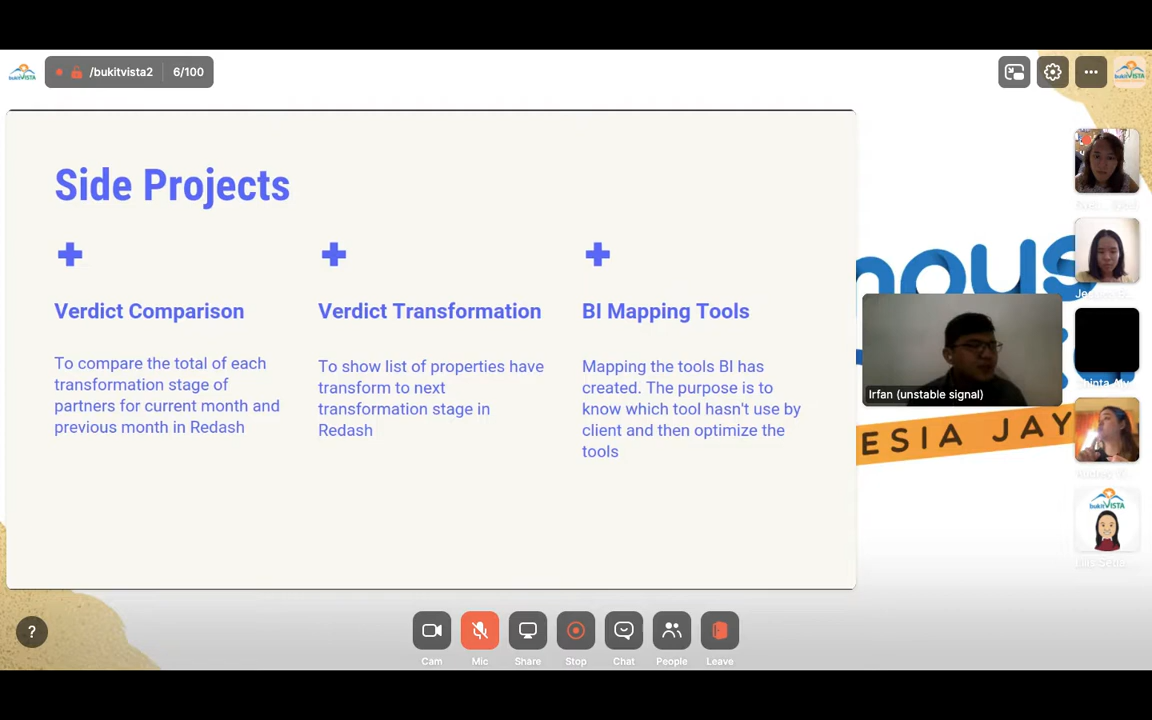 /bukitvista2
6/100
Side Projects
Verdict Comparison
To compare the total of each
transformation stage of
partners for current month and
previous month in Redash
Verdict Transformation
To show list of properties have
transform to next
transformation stage in
Redash
BI Mapping Tools
Mapping the tools BI has
created. The purpose is to
know which tool hasn't use by
client and then optimize the
tools
Irfan (unstable signal)
ESIA JAY
bukitVISTA
?
Cam
Mic
Share
Stop
Chat
People
Leave